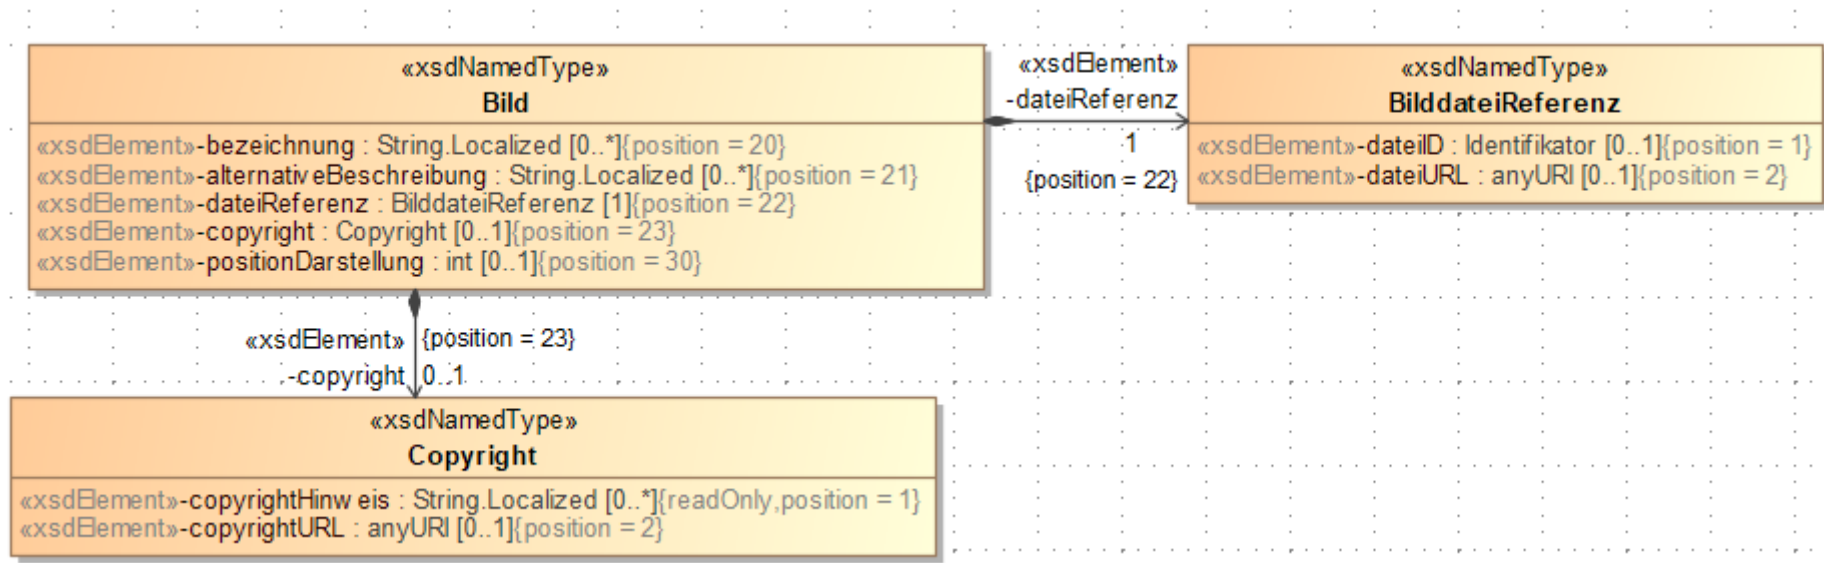 «xsdNamedType»
Bild
«xsdElement»-bezeichnung : String.Localized [0..*]{position = 20}
«xsdElement»-alternativeBeschreibung : String.Localized [0..*]{position = 21}
«xsdElement»-dateiReferenz : BilddateiReferenz [1]{position = 22}
«xsdElement»-copyright : Copyright [0..1]{position = 23}
«xsdElement»-positionDarstellung : int [0..1]{position = 30}
«xsdElement»
-dateiReferenz
1
{position = 22}
«xsdNamedType»
BilddateiReferenz
«xsdElement»-dateiID : Identifikator [0..1]{position = 1}
«xsdElement»-dateiURL : anyURI [0..1]{position = 2}
«xsdElement» {position = 23}
-copyright 0..1
«xsdNamedType»
Copyright
«xsdElement»-copyrightHinweis : String.Localized [0..*]{readOnly,position = 1}
«xsdElement»-copyrightURL : anyURI [0..1]{position = 2}